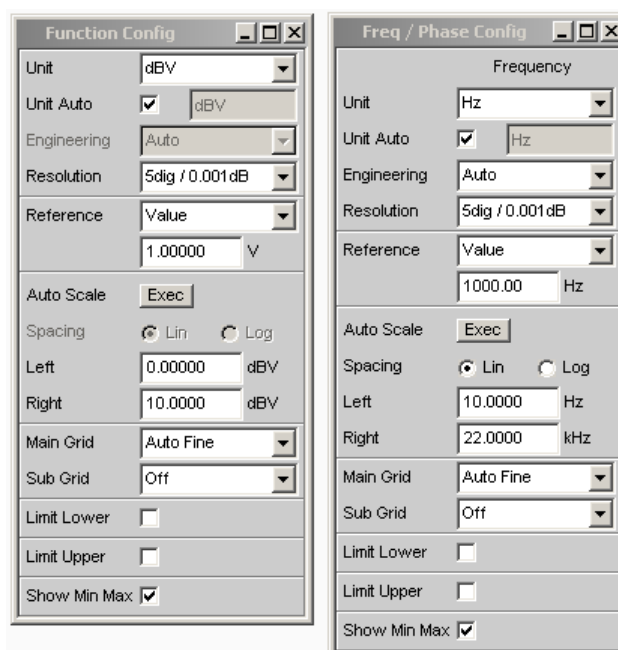 Function Config
Unit dBV
Unit Auto dBV
Engineering Auto
Resolution 5dig / 0.001dB
Reference Value
1.00000 V
Auto Scale Exec
Spacing Lin Log
Left 0.00000 dBV
Right 10.0000 dBV
Main Grid Auto Fine
Sub Grid Off
Limit Lower
Limit Upper
Show Min Max
Freq / Phase Config
Frequency
Unit Hz
Unit Auto Hz
Engineering Auto
Resolution 5dig / 0.001dB
Reference Value
1000.00 Hz
Auto Scale Exec
Spacing Lin Log
Left 10.0000 Hz
Right 22.0000 kHz
Main Grid Auto Fine
Sub Grid Off
Limit Lower
Limit Upper
Show Min Max